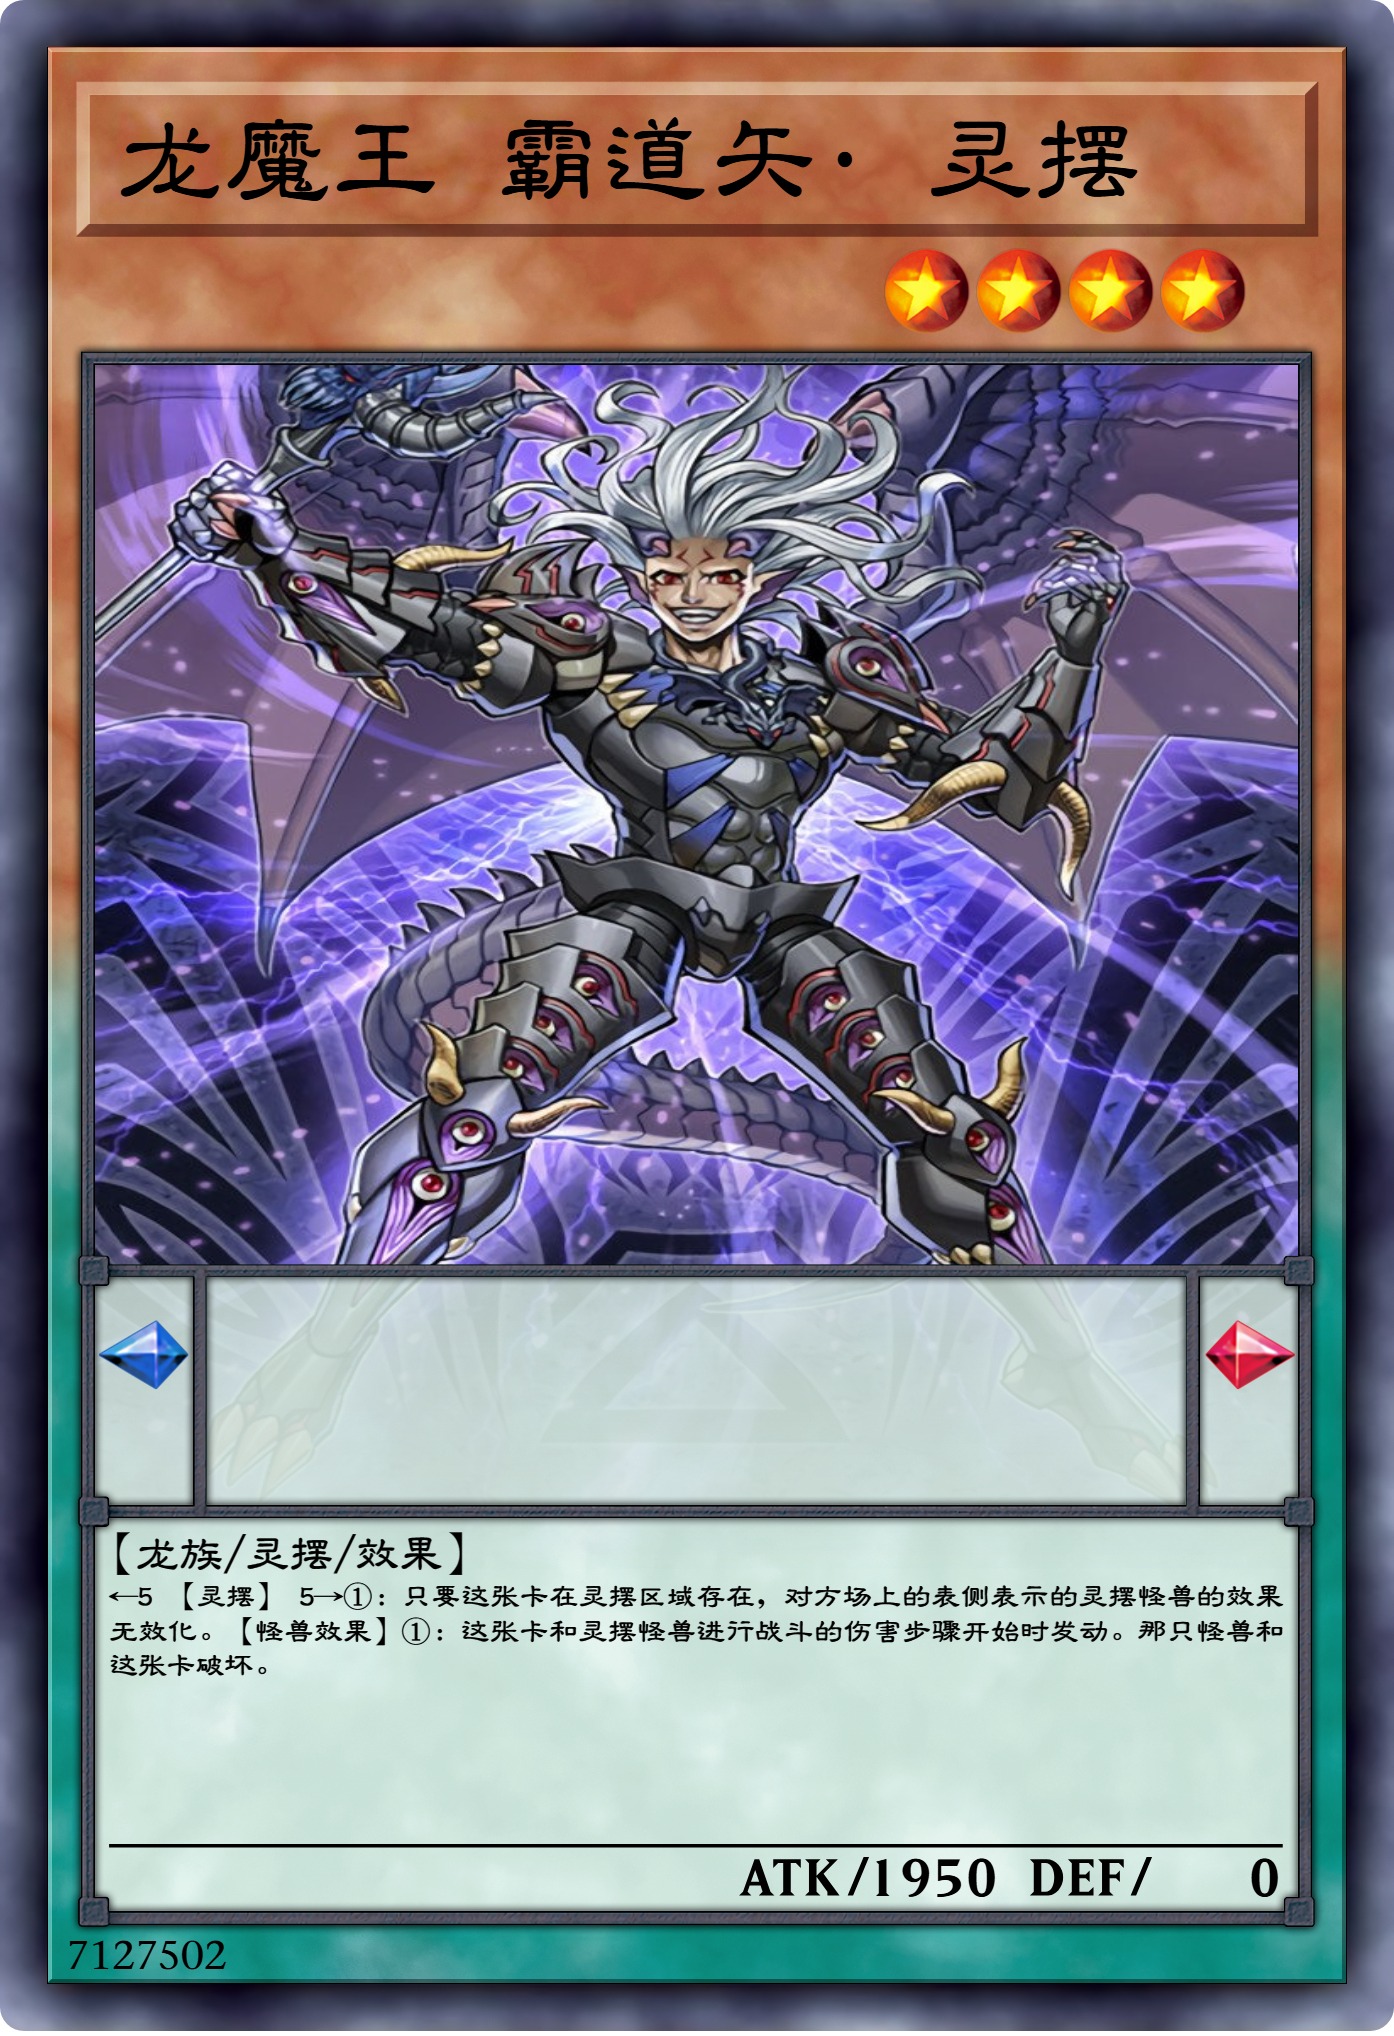 龙魔王 霸道矢· 灵摆
【龙族/灵摆/效果】
←5 【灵摆】 5→①：只要这张卡在灵摆区域存在，对方场上的表侧表示的灵摆怪兽的效果
无效化。【怪兽效果】①：这张卡和灵摆怪兽进行战斗的伤害步骤开始时发动。那只怪兽和
这张卡破坏。
ATK/1950 DEF/ 0
7127502